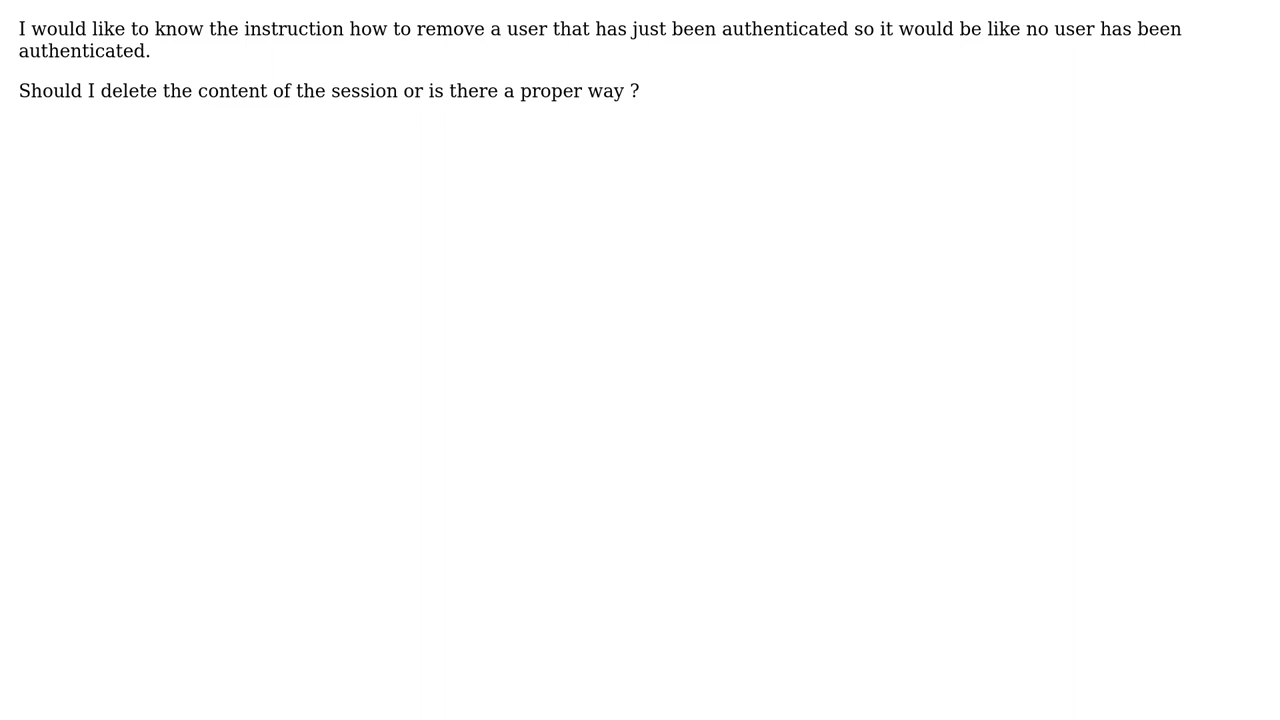 I would like to know the instruction how to remove a user that has just been authenticated so it would be like no user has been
authenticated.
Should I delete the content of the session or is there a proper way ?